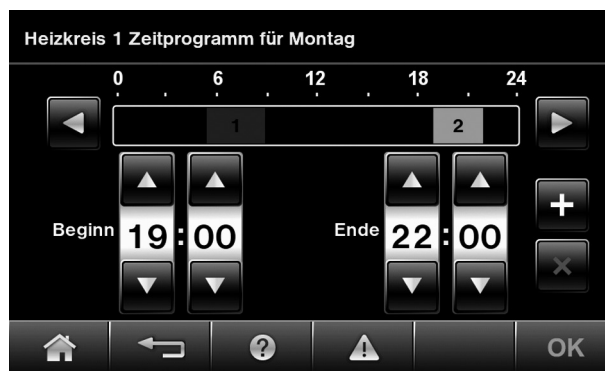 Heizkreis 1 Zeitprogramm für Montag
0 6 12 18 24
1 2
Beginn 19:00 Ende 22:00
OK